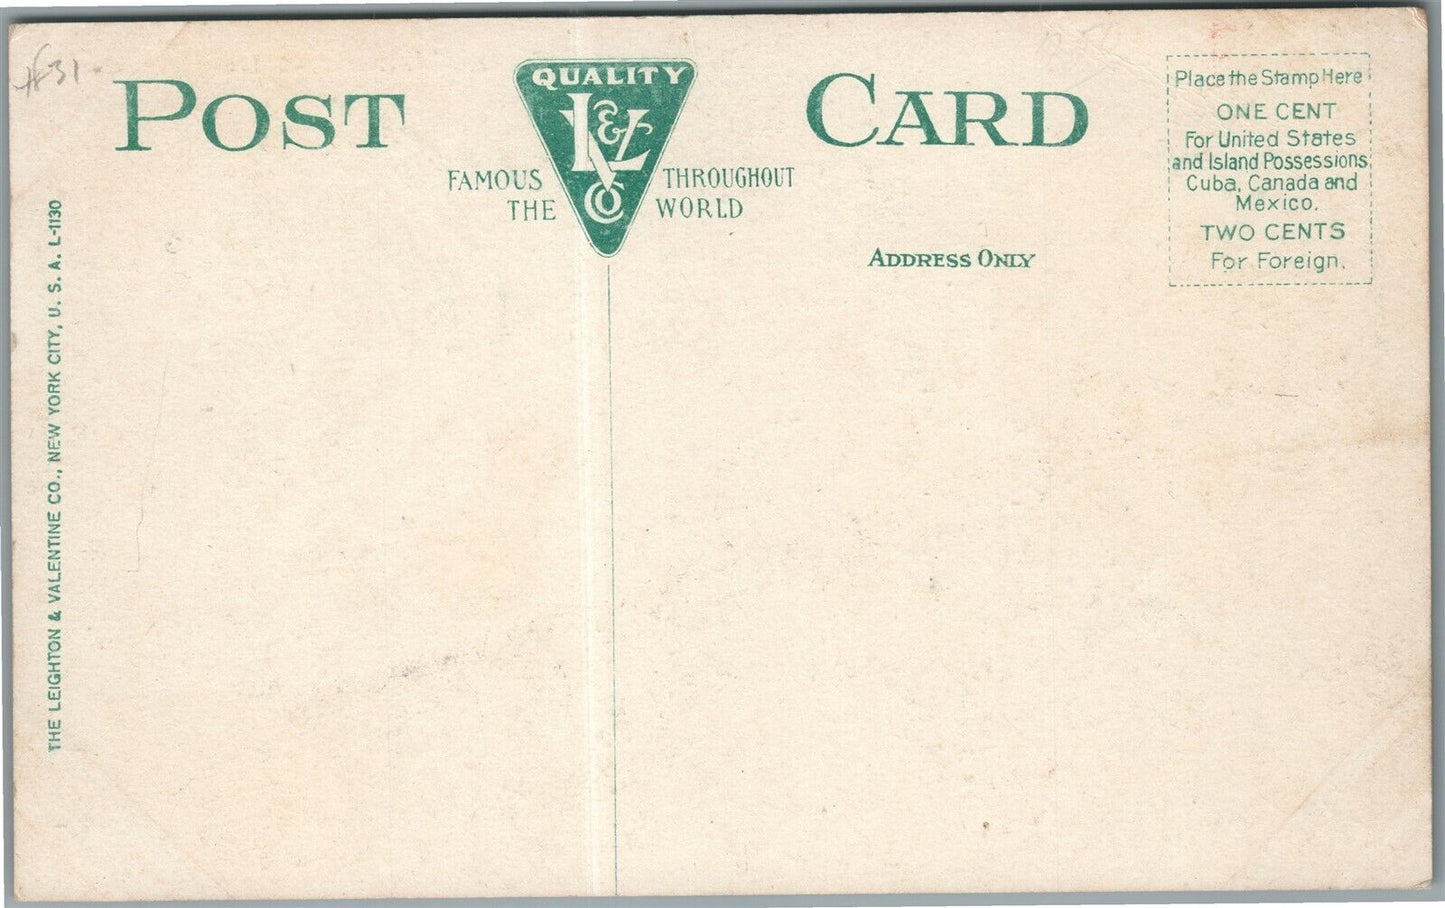 #31
POST CARD
QUALITY
L & V
CO
FAMOUS THROUGHOUT
THE WORLD
ADDRESS ONLY
Place the Stamp Here
ONE CENT
For United States
and Island Possessions,
Cuba, Canada and
Mexico.
TWO CENTS
For Foreign.
THE LEIGHTON & VALENTINE CO., NEW YORK CITY, U. S. A. L-1130